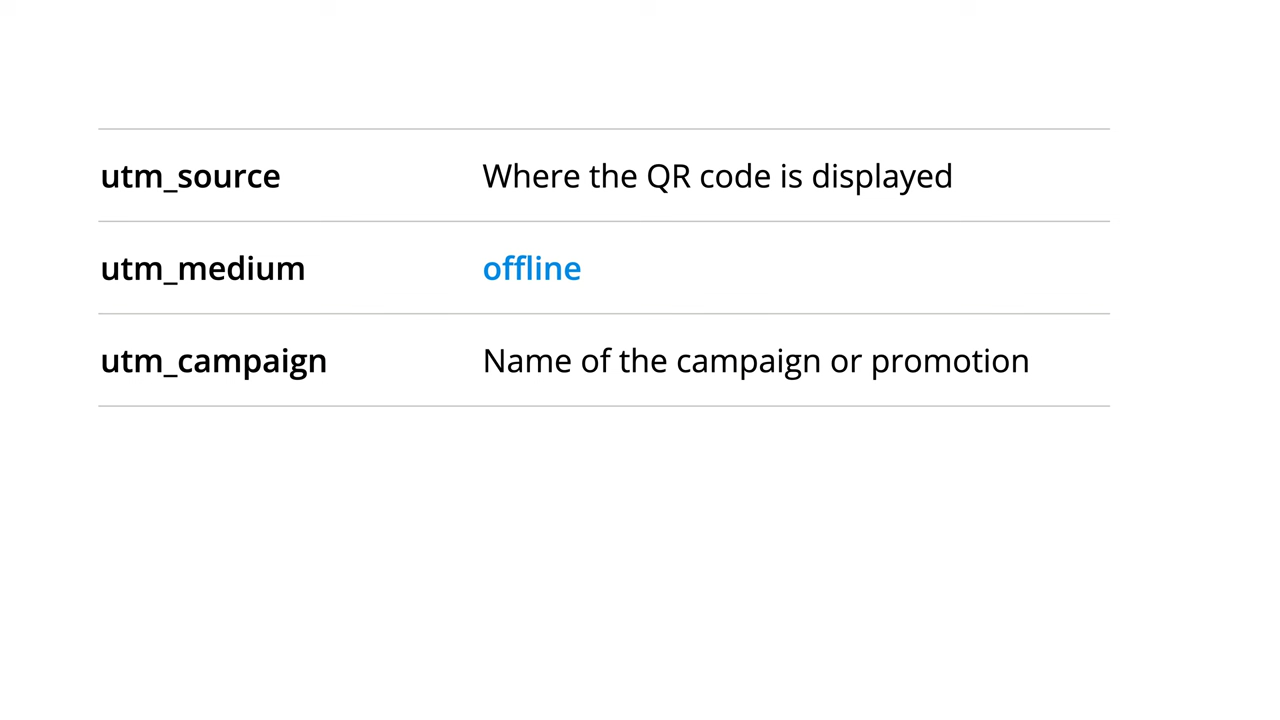 utm_source Where the QR code is displayed
utm_medium offline
utm_campaign Name of the campaign or promotion